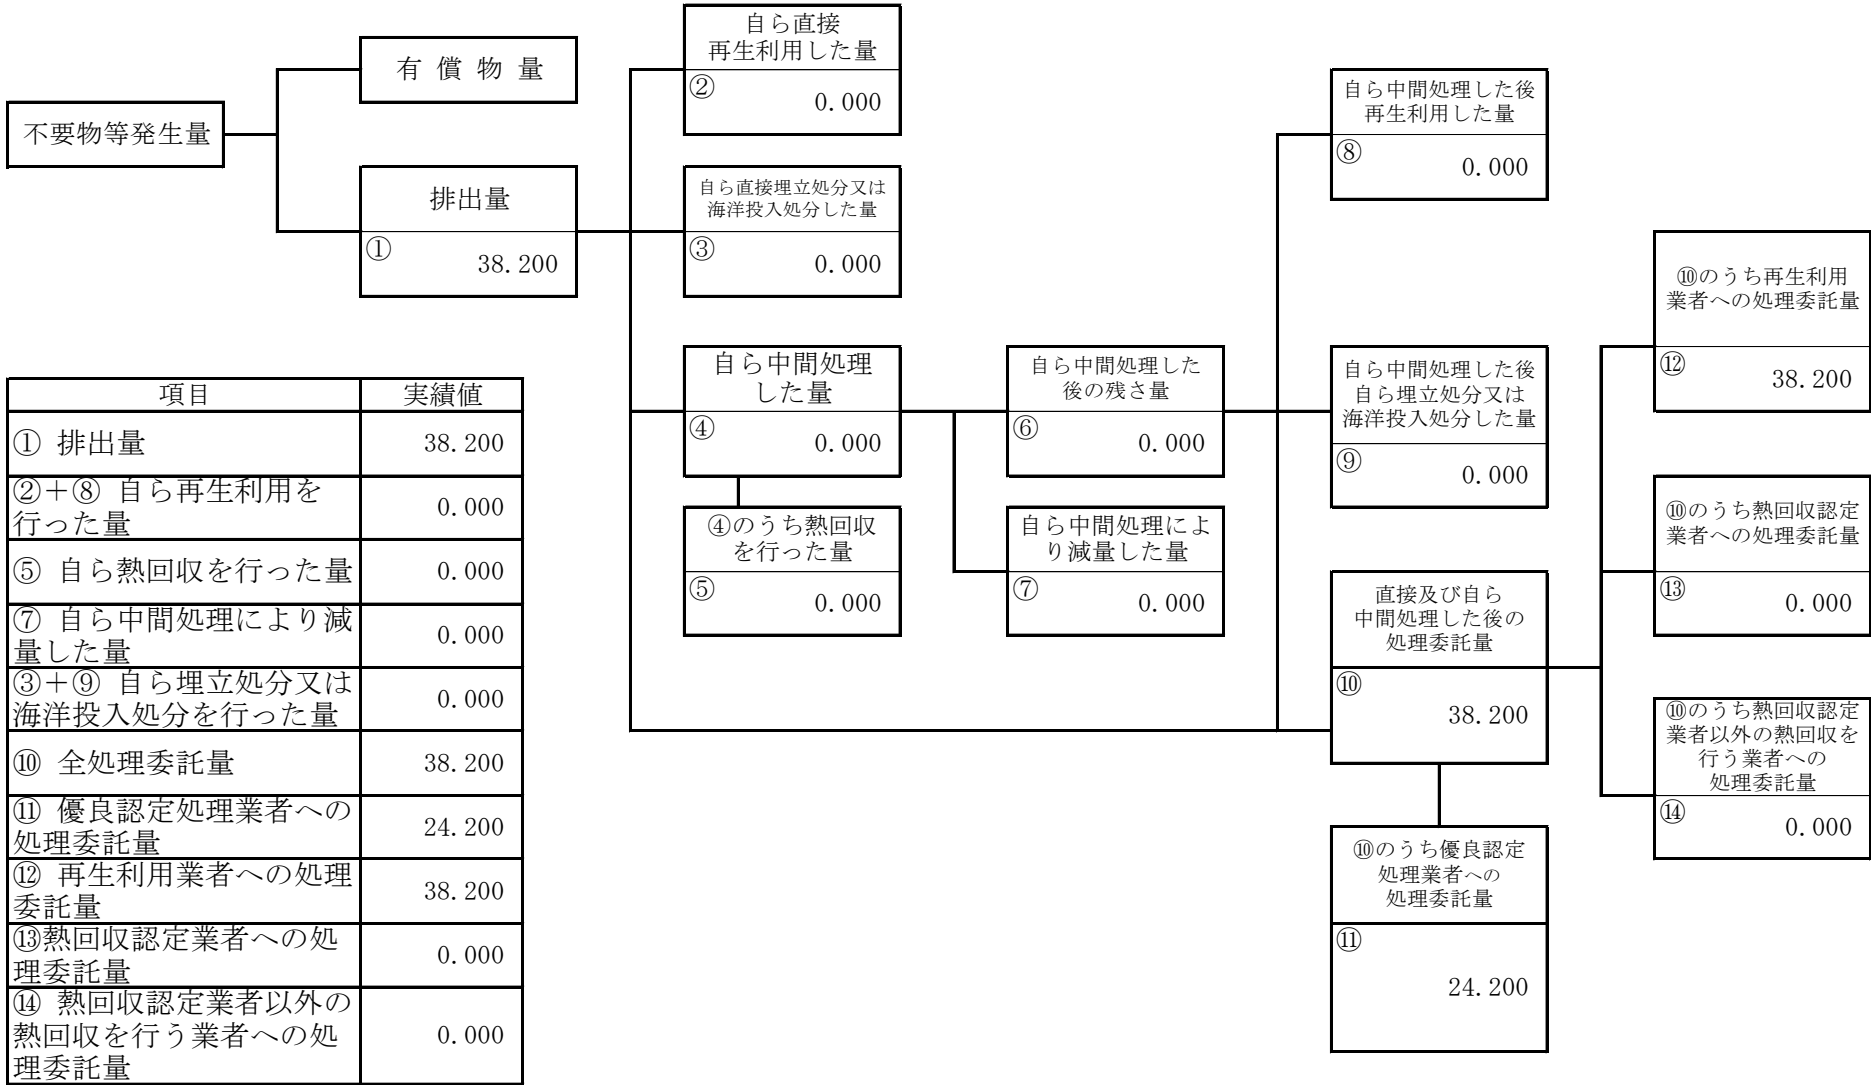 不要物等発生量
有 償 物 量
排出量
①
38.200
自ら直接
再生利用した量
②
0.000
自ら直接埋立処分又は
海洋投入処分した量
③
0.000
自ら中間処理
した量
④
0.000
④のうち熱回収
を行った量
⑤
0.000
自ら中間処理した
後の残さ量
⑥
0.000
自ら中間処理によ
り減量した量
⑦
0.000
自ら中間処理した後
再生利用した量
⑧
0.000
自ら中間処理した後
自ら埋立処分又は
海洋投入処分した量
⑨
0.000
直接及び自ら
中間処理した後の
処理委託量
⑩
38.200
⑩のうち優良認定
処理業者への
処理委託量
⑪
24.200
⑩のうち再生利用
業者への処理委託量
⑫
38.200
⑩のうち熱回収認定
業者への処理委託量
⑬
0.000
⑩のうち熱回収認定
業者以外の熱回収を
行う業者への
処理委託量
⑭
0.000
項目 実績値
① 排出量 38.200
②＋⑧ 自ら再生利用を
行った量 0.000
⑤ 自ら熱回収を行った量 0.000
⑦ 自ら中間処理により減
量した量 0.000
③＋⑨ 自ら埋立処分又は
海洋投入処分を行った量 0.000
⑩ 全処理委託量 38.200
⑪ 優良認定処理業者への
処理委託量 24.200
⑫ 再生利用業者への処理
委託量 38.200
⑬熱回収認定業者への処
理委託量 0.000
⑭ 熱回収認定業者以外の
熱回収を行う業者への処
理委託量 0.000